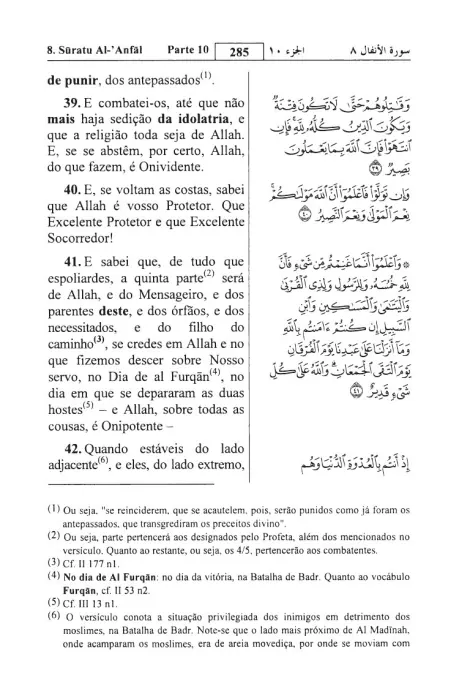 8. Sūratu Al-'Anfāl Parte 10 285 الجزء ١٠ سورة الأنفال ٨
de punir, dos antepassados(1).
39. E combatei-os, até que não
mais haja sedição da idolatria, e
que a religião toda seja de Allah.
E, se se abstêm, por certo, Allah,
do que fazem, é Onividente.
40. E, se voltam as costas, sabei
que Allah é vosso Protetor. Que
Excelente Protetor e que Excelente
Socorredor!
41. E sabei que, de tudo que
espoliardes, a quinta parte(2) será
de Allah, e do Mensageiro, e dos
parentes deste, e dos órfãos, e dos
necessitados, e do filho do
caminho(3), se credes em Allah e no
que fizemos descer sobre Nosso
servo, no Dia de al Furqān(4), no
dia em que se depararam as duas
hostes(5) – e Allah, sobre todas as
cousas, é Onipotente –
42. Quando estáveis do lado
adjacente(6), e eles, do lado extremo,
وَقَٰتِلُوهُمْ حَتَّىٰ لَا تَكُونَ فِتْنَةٌ
وَيَكُونَ ٱلدِّينُ كُلُّهُۥ لِلَّهِ فَإِنِ
ٱنتَهَوْا۟ فَإِنَّ ٱللَّهَ بِمَا يَعْمَلُونَ
بَصِيرٌ ٣٩
وَإِن تَوَلَّوْا۟ فَٱعْلَمُوٓا۟ أَنَّ ٱللَّهَ مَوْلَىٰكُمْ
نِعْمَ ٱلْمَوْلَىٰ وَنِعْمَ ٱلنَّصِيرُ ٤٠
۞ وَٱعْلَمُوٓا۟ أَنَّمَا غَنِمْتُم مِّن شَىْءٍ فَأَنَّ
لِلَّهِ خُمُسَهُۥ وَلِلرَّسُولِ وَلِذِى ٱلْقُرْبَىٰ
وَٱلْيَتَٰمَىٰ وَٱلْمَسَٰكِينِ وَٱبْنِ
ٱلسَّبِيلِ إِن كُنتُمْ ءَامَنتُم بِٱللَّهِ
وَمَآ أَنزَلْنَا عَلَىٰ عَبْدِنَا يَوْمَ ٱلْفُرْقَانِ
يَوْمَ ٱلْتَقَى ٱلْجَمْعَانِ وَٱللَّهُ عَلَىٰ كُلِّ
شَىْءٍ قَدِيرٌ ٤١
إِذْ أَنتُم بِٱلْعُدْوَةِ ٱلدُّنْيَا وَهُم
(1) Ou seja, "se reinciderem, que se acautelem, pois, serão punidos como já foram os
antepassados, que transgrediram os preceitos divino".
(2) Ou seja, parte pertencerá aos designados pelo Profeta, além dos mencionados no
versículo. Quanto ao restante, ou seja, os 4/5, pertencerão aos combatentes.
(3) Cf. II 177 n1.
(4) No dia de Al Furqān: no dia da vitória, na Batalha de Badr. Quanto ao vocábulo
Furqān, cf. II 53 n2.
(5) Cf. III 13 n1.
(6) O versículo conota a situação privilegiada dos inimigos em detrimento dos
moslimes, na Batalha de Badr. Note-se que o lado mais próximo de Al Madīnah,
onde acamparam os moslimes, era de areia movediça, por onde se moviam com